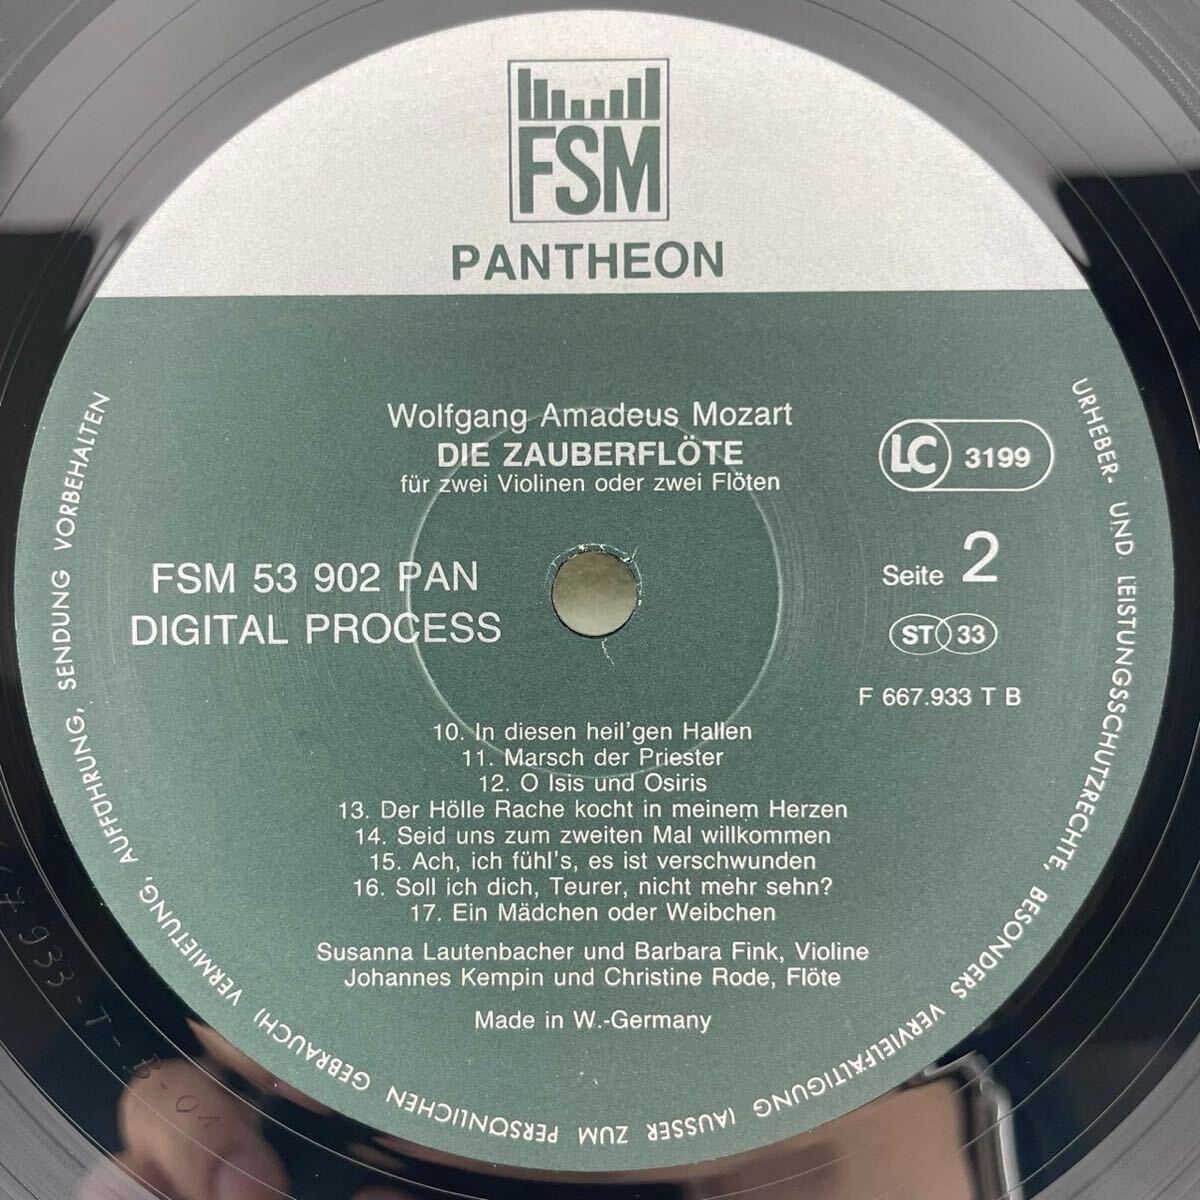 FSM
PANTHEON
Wolfgang Amadeus Mozart
DIE ZAUBERFLÖTE
für zwei Violinen oder zwei Flöten
LC 3199
FSM 53 902 PAN
DIGITAL PROCESS
Seite 2
ST 33
F 667.933 T B
10. In diesen heil'gen Hallen
11. Marsch der Priester
12. O Isis und Osiris
13. Der Hölle Rache kocht in meinem Herzen
14. Seid uns zum zweiten Mal willkommen
15. Ach, ich fühl's, es ist verschwunden
16. Soll ich dich, Teurer, nicht mehr sehn?
17. Ein Mädchen oder Weibchen
Susanna Lautenbacher und Barbara Fink, Violine
Johannes Kempin und Christine Rode, Flöte
Made in W.-Germany
URHEBER- UND LEISTUNGSSCHUTZRECHTE, BESONDERS VERVIELFÄLTIGUNG (AUSSER ZUM PERSÖNLICHEN GEBRAUCH) VERMIETUNG, AUFFÜHRUNG, SENDUNG VORBEHALTEN